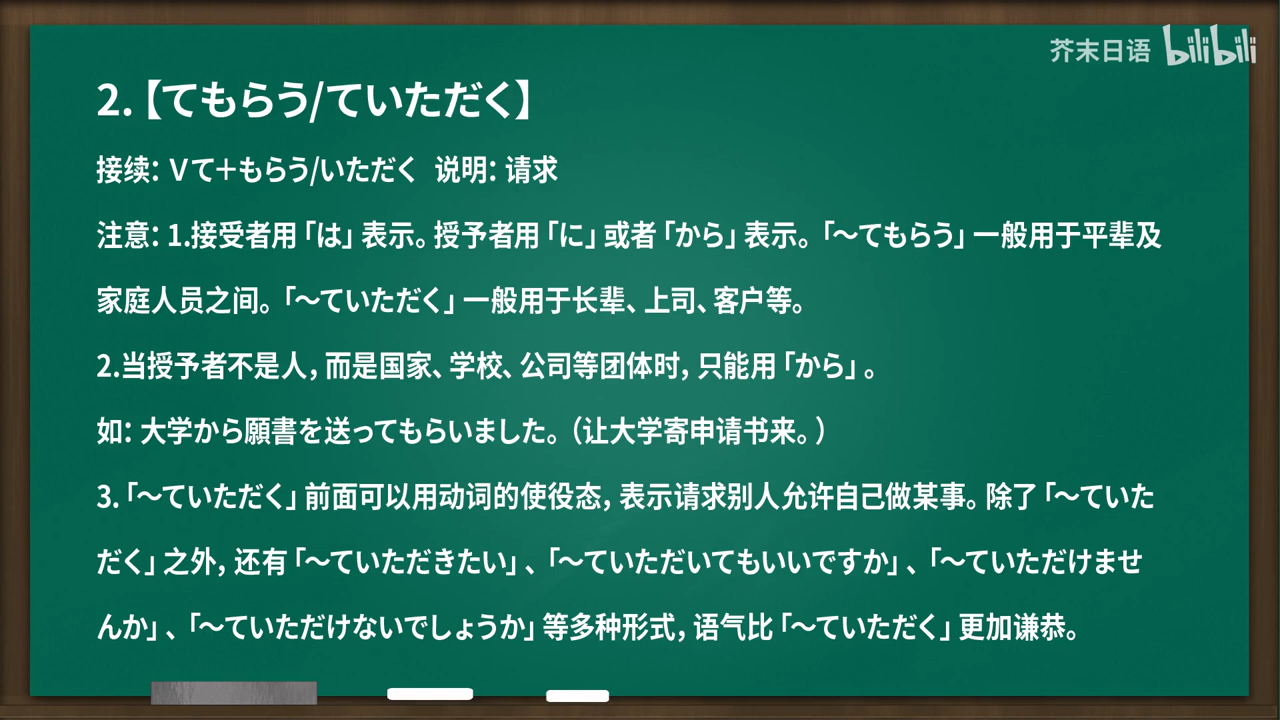 芥末日语 bilibili
2.【てもらう/ていただく】
接续: Ｖて＋もらう/いただく 说明: 请求
注意: 1.接受者用「は」表示。授予者用「に」或者「から」表示。「～てもらう」一般用于平辈及
家庭人员之间。「～ていただく」一般用于长辈、上司、客户等。
2.当授予者不是人，而是国家、学校、公司等团体时，只能用「から」。
如: 大学から願書を送ってもらいました。（让大学寄申请书来。）
3.「～ていただく」前面可以用动词的使役态，表示请求别人允许自己做某事。除了「～ていた
だく」之外，还有「～ていただきたい」、「～ていただいてもいいですか」、「～ていただけませ
んか」、「～ていただけないでしょうか」等多种形式，语气比「～ていただく」更加谦恭。